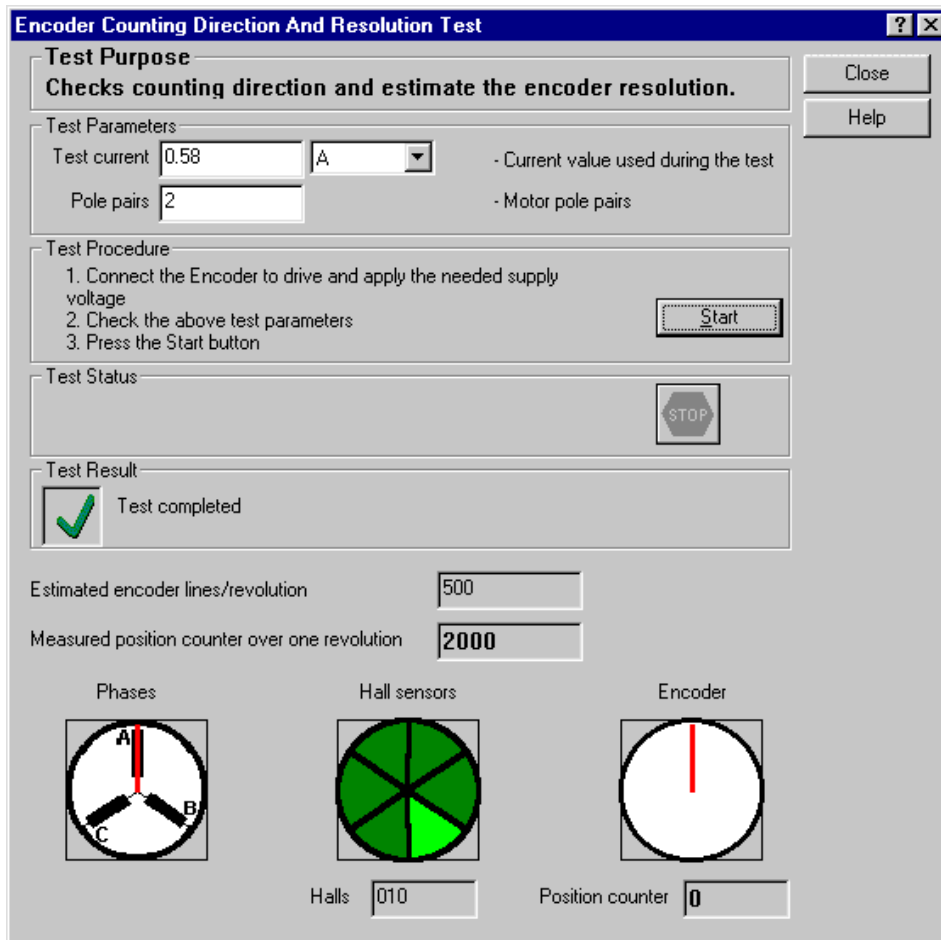 Encoder Counting Direction And Resolution Test
?
Test Purpose
Checks counting direction and estimate the encoder resolution.
Close
Help
Test Parameters
Test current 0.58 A - Current value used during the test
Pole pairs 2 - Motor pole pairs
Test Procedure
1. Connect the Encoder to drive and apply the needed supply
voltage
2. Check the above test parameters
3. Press the Start button
Start
Test Status
STOP
Test Result
Test completed
Estimated encoder lines/revolution 500
Measured position counter over one revolution 2000
Phases Hall sensors Encoder
A
B
C
Halls 010 Position counter 0